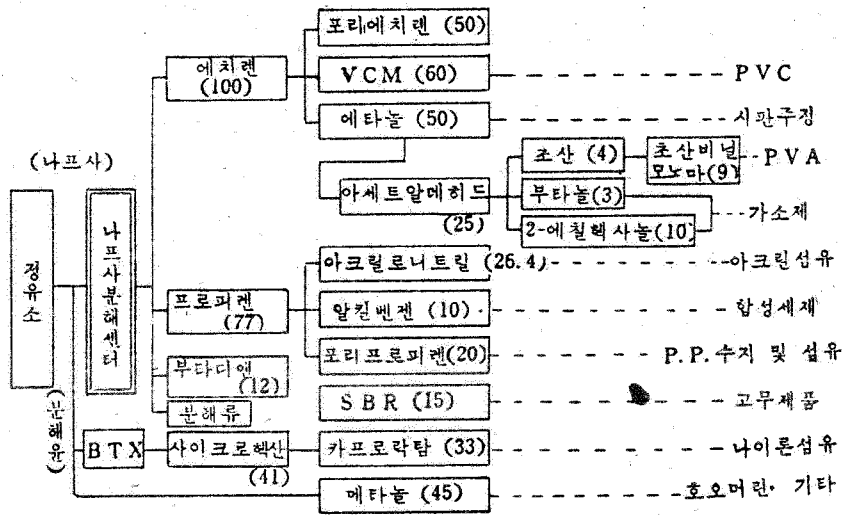 포리에치렌 (50)
에치렌
(100)
VCM (60)
PVC
에타놀 (50)
시판주정
(나프사)
초산 (4)
초산비닐
모노마(9)
PVA
아세트알데히드
(25)
부타놀(3)
2-에칠헥사놀(10)
가소제
정유소
나프사분해센터
아크릴로니트릴 (26.4)
아크린섬유
프로피렌
(77)
알킬벤젠 (10)
합성세재
포리프로피렌(20)
P.P.수지 및 섬유
부타디엔
(12)
SBR (15)
고무제품
분해류
(분해유)
BTX
사이크로헥산
(41)
카프로락탐 (33)
나이론섬유
메타놀 (45)
호오머린· 기타